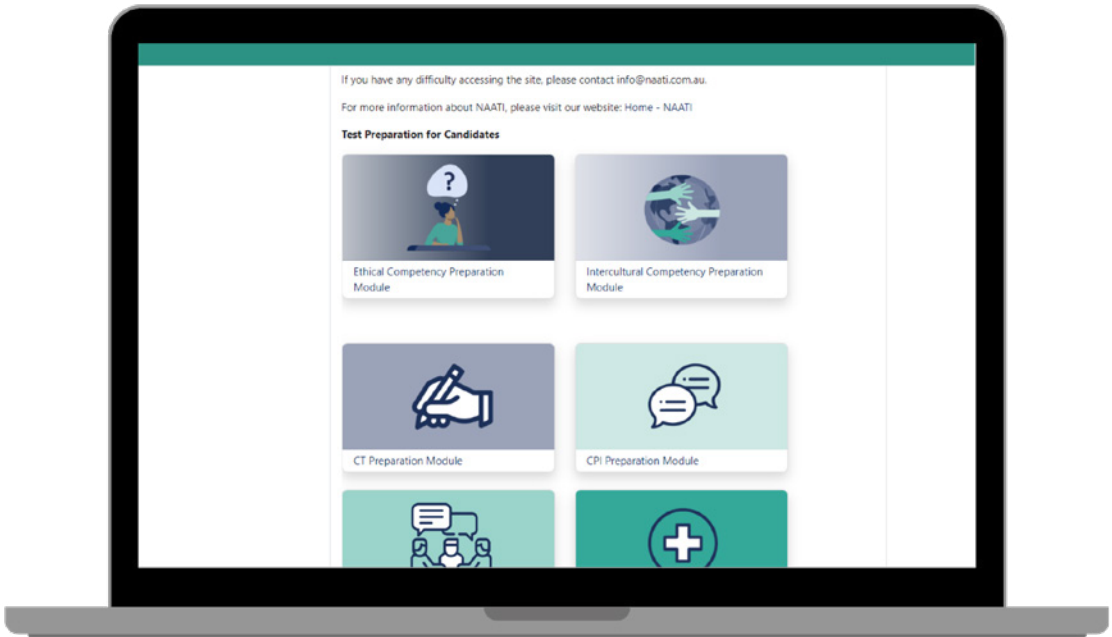 If you have any difficulty accessing the site, please contact info@naati.com.au.
For more information about NAATI, please visit our website: Home - NAATI
Test Preparation for Candidates
?
Ethical Competency Preparation
Module
Intercultural Competency Preparation
Module
CT Preparation Module
CPI Preparation Module